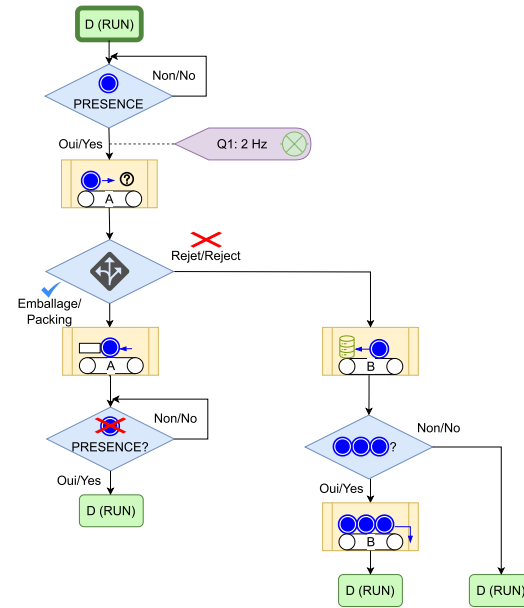 D (RUN)
Non/No
PRESENCE
Oui/Yes
Q1: 2 Hz
?
A
Rejet/Reject
Emballage/
Packing
A
B
Non/No
PRESENCE?
Non/No
?
Oui/Yes
Oui/Yes
D (RUN)
B
D (RUN)
D (RUN)